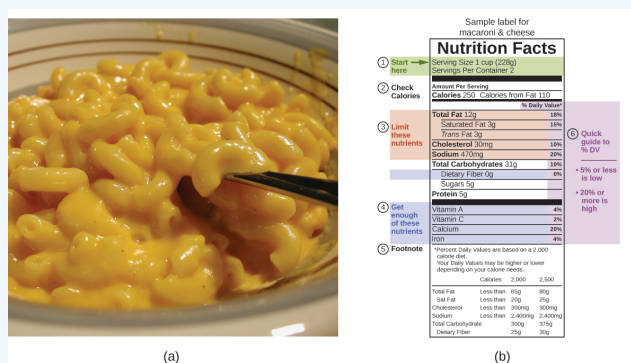 Sample label for
macaroni & cheese
Nutrition Facts
1 Start here
Serving Size 1 cup (228g)
Servings Per Container 2
2 Check Calories
Amount Per Serving
Calories 250 Calories from Fat 110
% Daily Value*
3 Limit these nutrients
Total Fat 12g 18%
Saturated Fat 3g 15%
Trans Fat 3g
Cholesterol 30mg 10%
Sodium 470mg 20%
Total Carbohydrates 31g 10%
Dietary Fiber 0g 0%
Sugars 5g
Protein 5g
4 Get enough of these nutrients
Vitamin A 4%
Vitamin C 2%
Calcium 20%
Iron 4%
5 Footnote
*Percent Daily Values are based on a 2,000
calorie diet.
Your Daily Values may be higher or lower
depending on your calorie needs.
Calories 2,000 2,500
Total Fat Less than 65g 80g
Sat Fat Less than 20g 25g
Cholesterol Less than 300mg 300mg
Sodium Less than 2,400mg 2,400mg
Total Carbohydrate 300g 375g
Dietary Fiber 25g 30g
6 Quick
guide to
% DV
• 5% or less
is low
• 20% or
more is
high
(a)
(b)